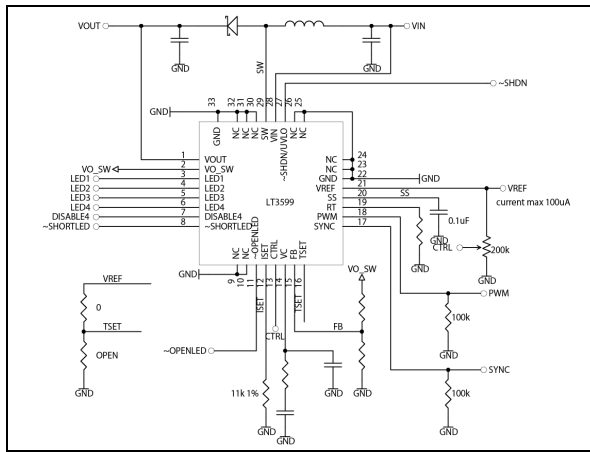 VOUT
VIN
GND
GND
SW
~SHDN
33 32 31 30 29 28 27 26 25
GND
GND NC NC NC SW VIN ~SHDN/UVLO NC NC
1 VOUT
NC 24
VO_SW 2 VO_SW
NC 23
LED1 3 LED1
GND 22 GND
LED2 4 LED2
VREF 21 VREF
LED3 5 LED3
LT3599
SS 20 SS
current max 100uA
LED4 6 LED4
RT 19
0.1uF
DISABLE4 7 DISABLE4
PWM 18
~SHORTLED 8 ~SHORTLED
SYNC 17
GND
CTRL
200k
NC NC ~OPENLED ISET CTRL VC FB TSET
GND
9 10 11 12 13 14 15 16
VO_SW
GND
GND
VREF
ISET
TSET
PWM
0
100k
TSET
CTRL
FB
GND
~OPENLED
OPEN
SYNC
GND
11k 1%
GND
GND
100k
GND
GND
GND